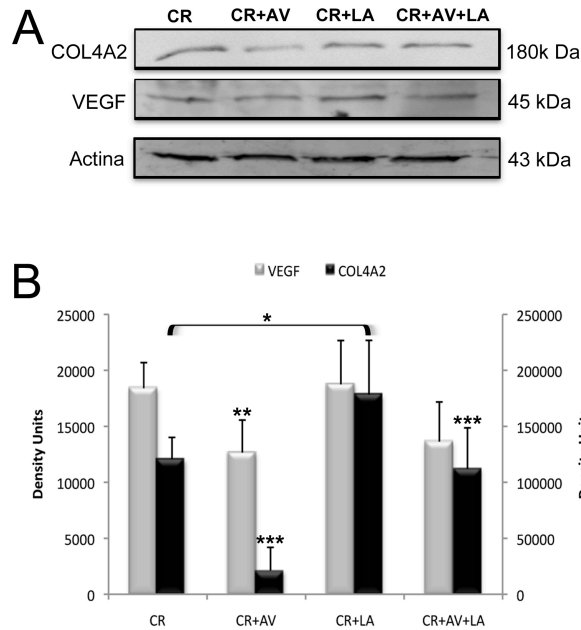 A
CR CR+AV CR+LA CR+AV+LA
COL4A2 180k Da
VEGF 45 kDa
Actina 43 kDa
B
VEGF COL4A2
25000 250000
*
20000 200000
** ***
15000 150000
10000 100000
***
5000 50000
0 0
Density Units
CR CR+AV CR+LA CR+AV+LA